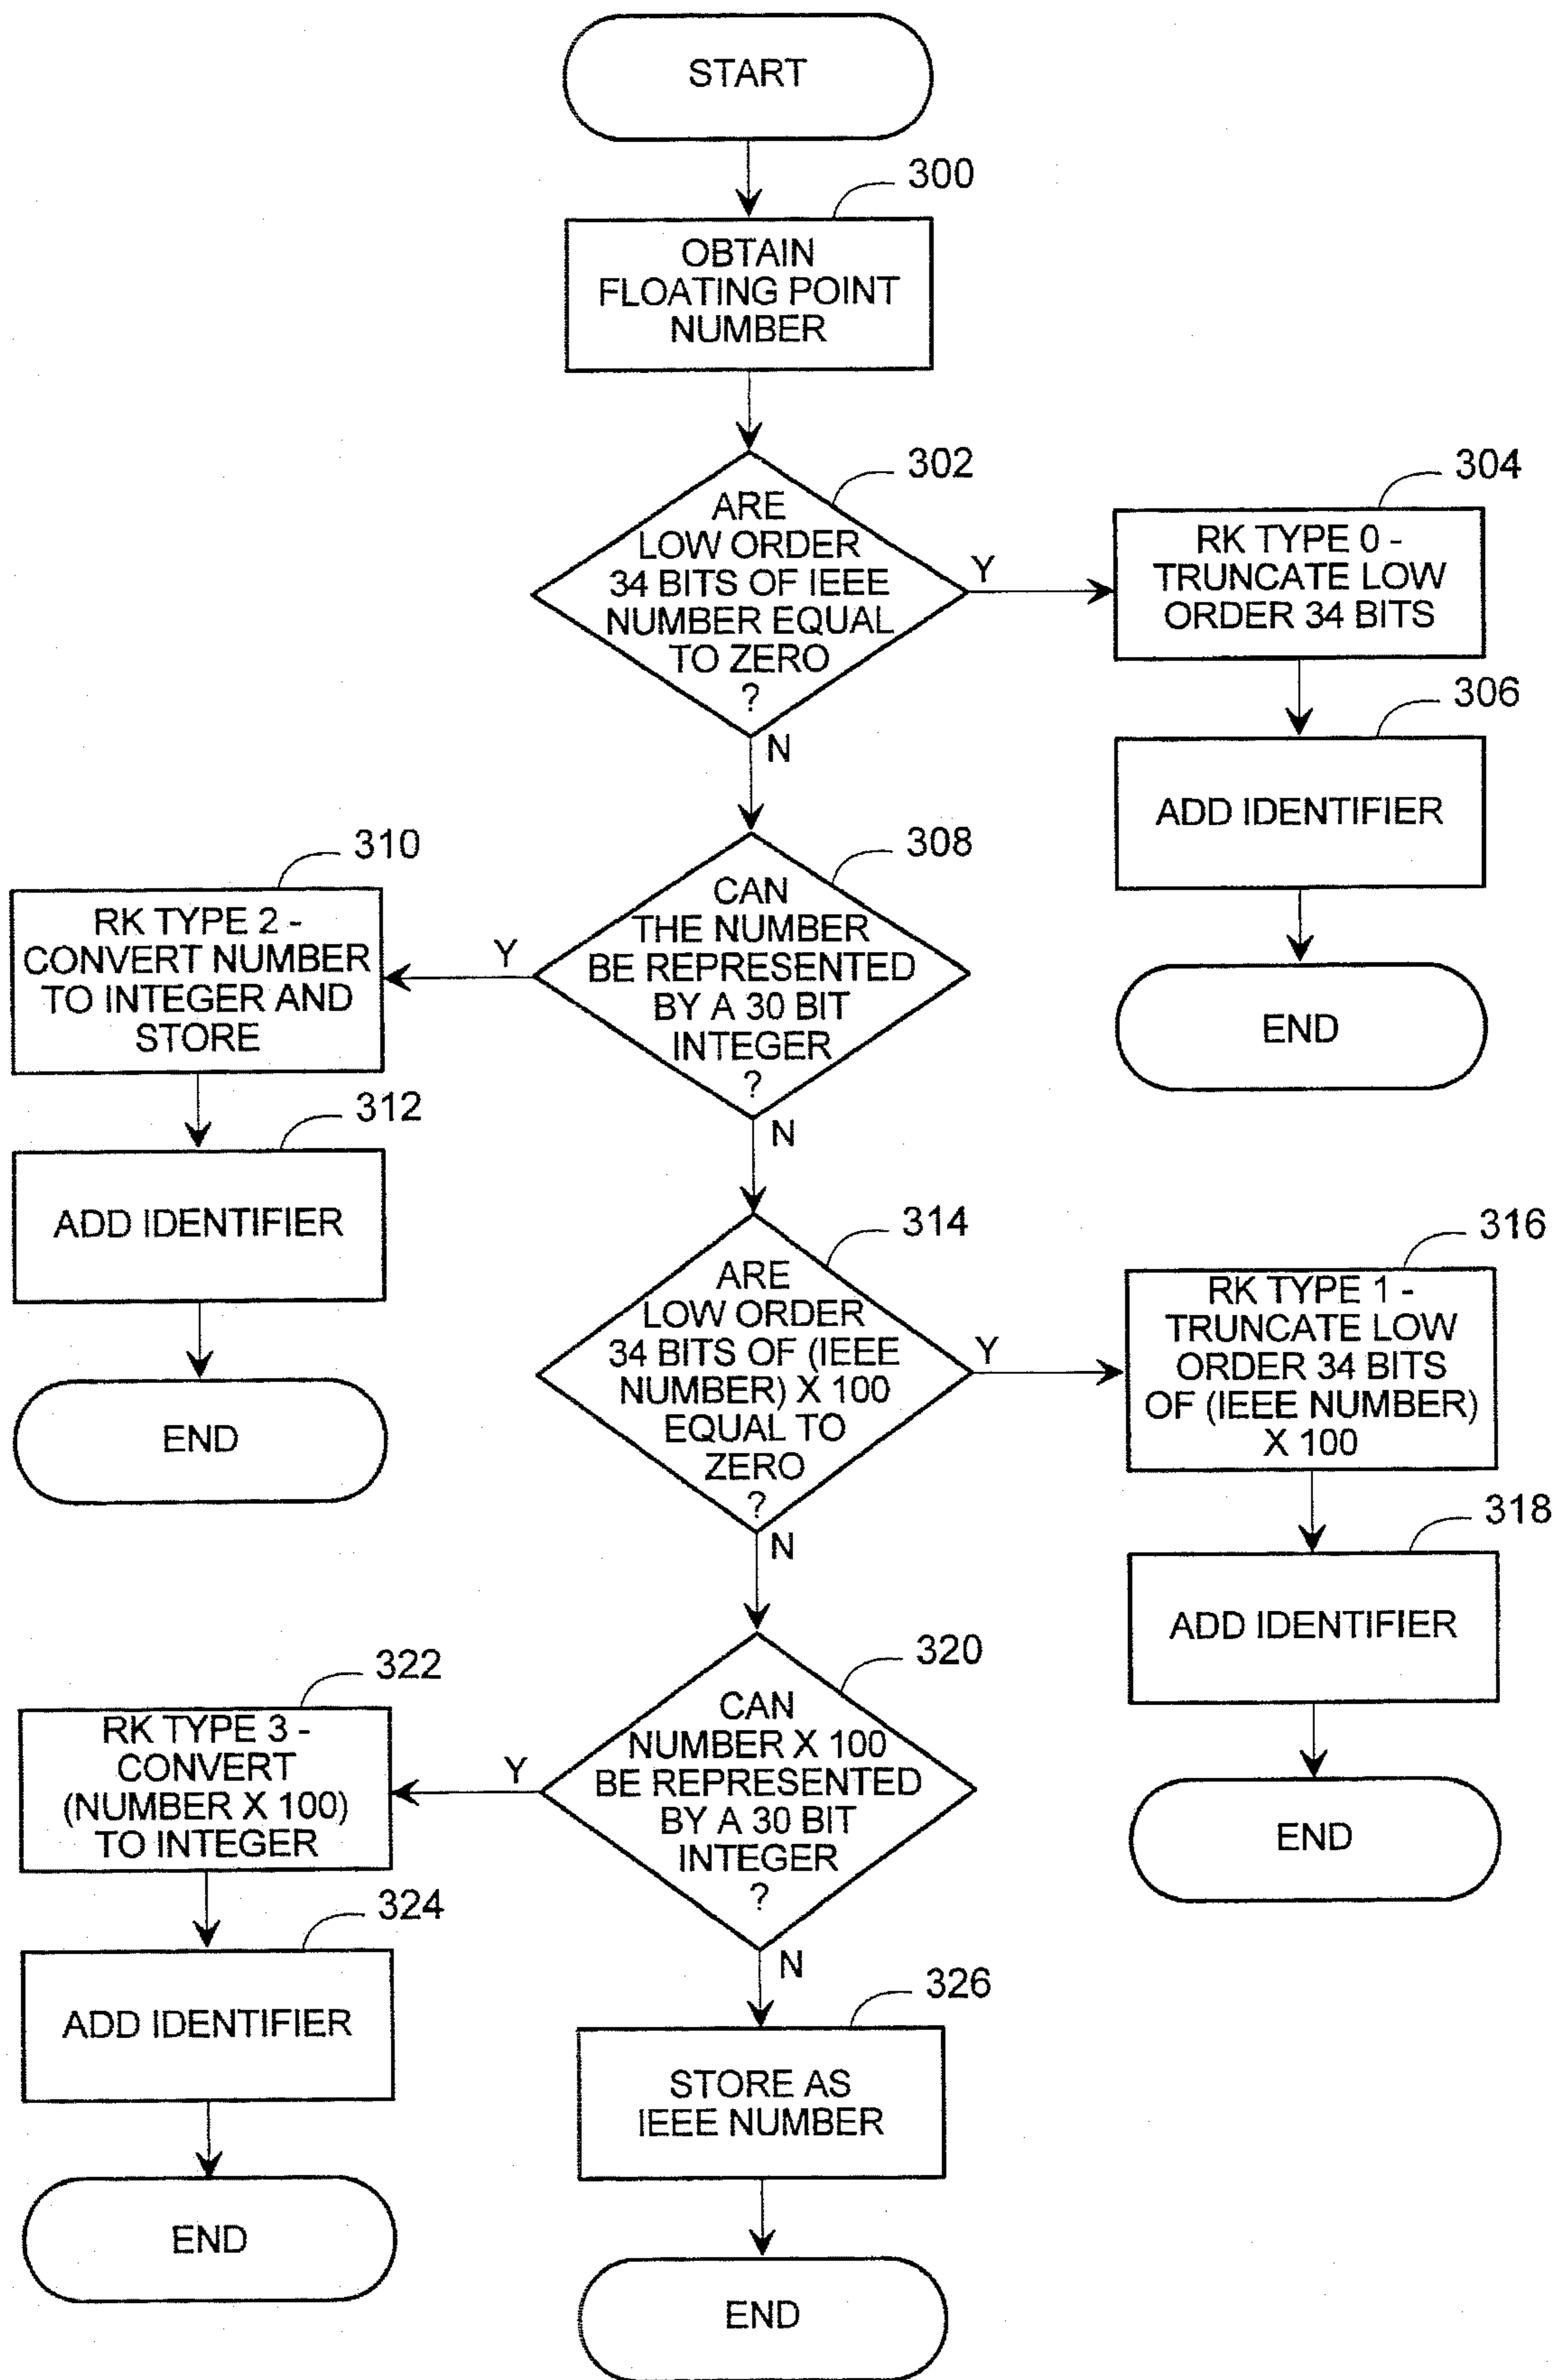 START
300
OBTAIN
FLOATING POINT
NUMBER
302
ARE
LOW ORDER
34 BITS OF IEEE
NUMBER EQUAL
TO ZERO
?
Y
N
304
RK TYPE 0 -
TRUNCATE LOW
ORDER 34 BITS
306
ADD IDENTIFIER
END
308
CAN
THE NUMBER
BE REPRESENTED
BY A 30 BIT
INTEGER
?
Y
N
310
RK TYPE 2 -
CONVERT NUMBER
TO INTEGER AND
STORE
312
ADD IDENTIFIER
END
314
ARE
LOW ORDER
34 BITS OF (IEEE
NUMBER) X 100
EQUAL TO
ZERO
?
Y
N
316
RK TYPE 1 -
TRUNCATE LOW
ORDER 34 BITS
OF (IEEE NUMBER)
X 100
318
ADD IDENTIFIER
END
320
CAN
NUMBER X 100
BE REPRESENTED
BY A 30 BIT
INTEGER
?
Y
N
322
RK TYPE 3 -
CONVERT
(NUMBER X 100)
TO INTEGER
324
ADD IDENTIFIER
END
326
STORE AS
IEEE NUMBER
END